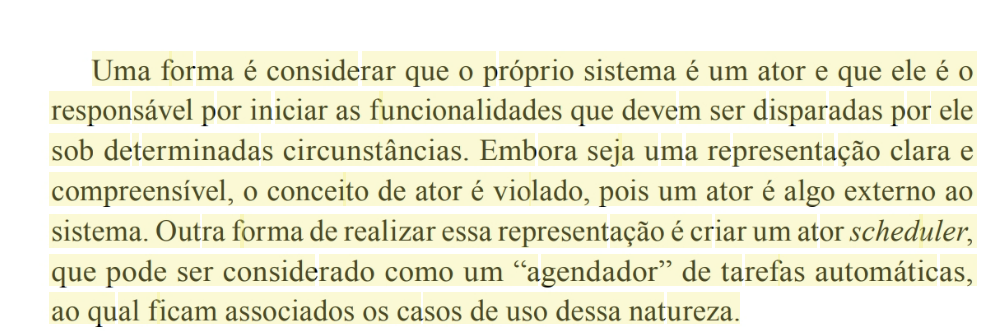 Uma forma é considerar que o próprio sistema é um ator e que ele é o
responsável por iniciar as funcionalidades que devem ser disparadas por ele
sob determinadas circunstâncias. Embora seja uma representação clara e
compreensível, o conceito de ator é violado, pois um ator é algo externo ao
sistema. Outra forma de realizar essa representação é criar um ator scheduler,
que pode ser considerado como um “agendador” de tarefas automáticas,
ao qual ficam associados os casos de uso dessa natureza.